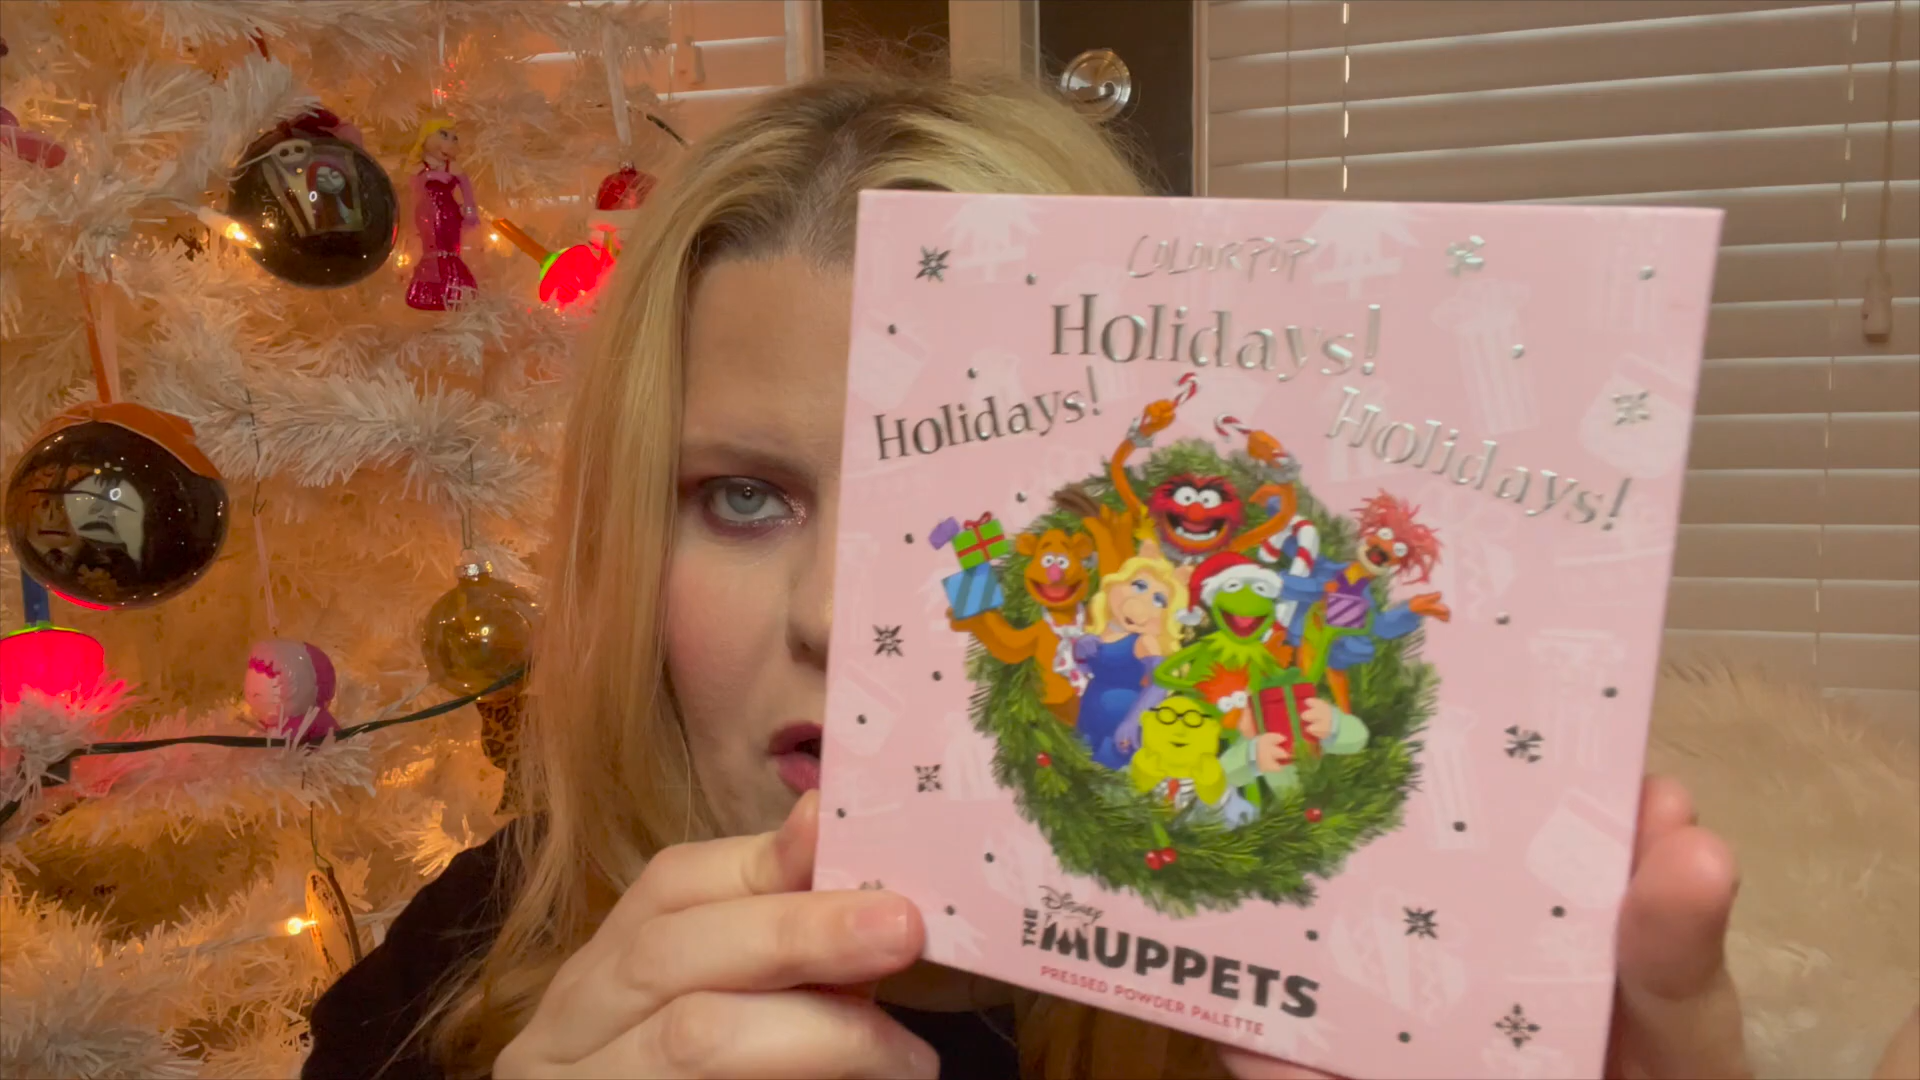 COLOURPOP
Holidays!
Holidays!
Holidays!
Disney
THE MUPPETS
PRESSED POWDER PALETTE